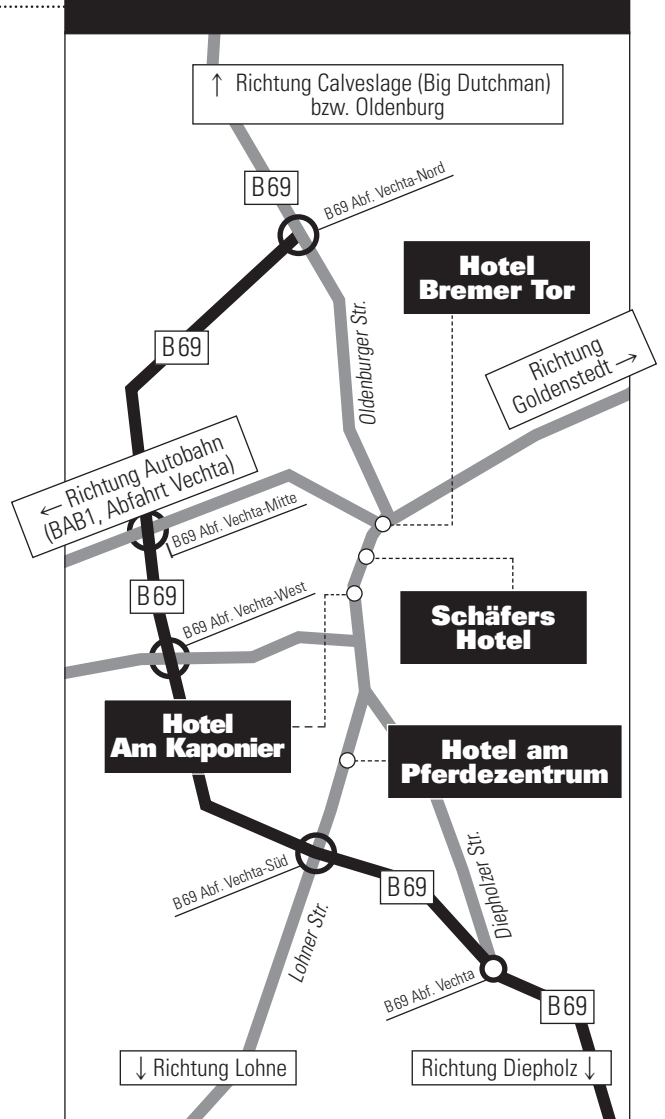 ↑ Richtung Calveslage (Big Dutchman)
bzw. Oldenburg
B69
B69 Abf. Vechta-Nord
Hotel
Bremer Tor
B69
Oldenburger Str.
Richtung
Goldenstedt →
← Richtung Autobahn
(BAB1, Abfahrt Vechta)
B69 Abf. Vechta-Mitte
B69
B69 Abf. Vechta-West
Schäfers
Hotel
Hotel
Am Kaponier
Hotel am
Pferdezentrum
B69 Abf. Vechta-Süd
B69
Diepholzer Str.
Lohner Str.
B69 Abf. Vechta
B69
↓ Richtung Lohne
Richtung Diepholz ↓